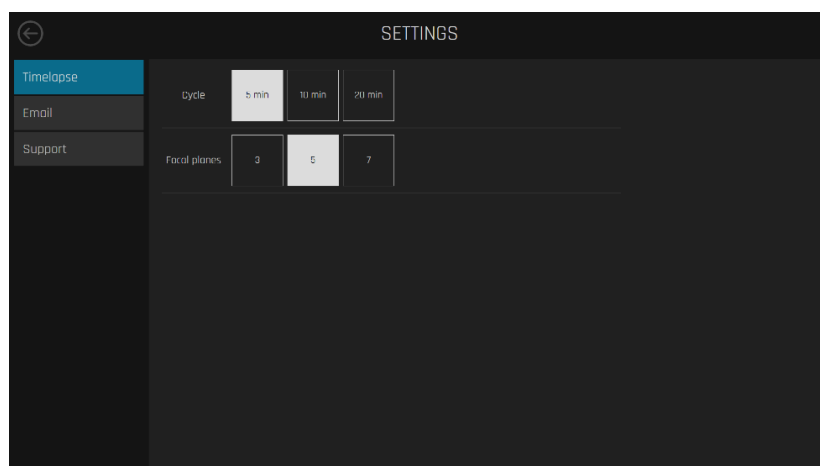 SETTINGS
Timelapse
Email
Support
Cycle 5 min 10 min 20 min
Focal planes 3 5 7